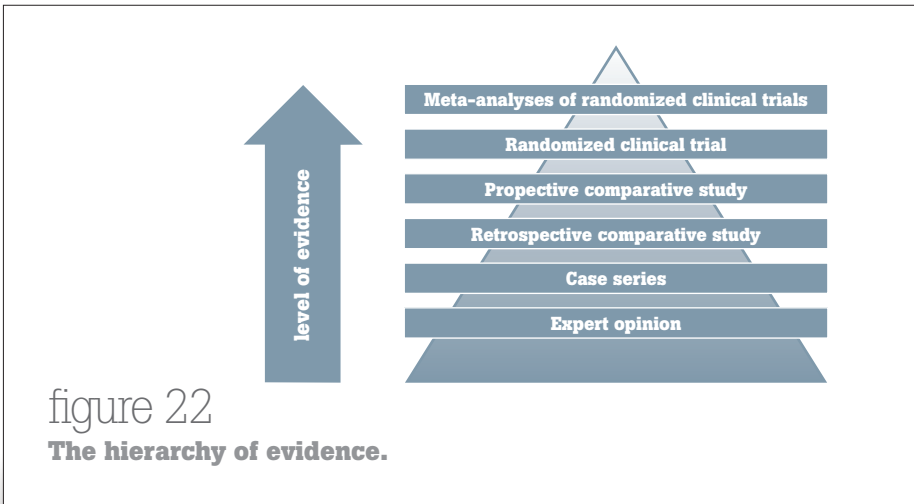 Meta-analyses of randomized clinical trials
Randomized clinical trial
Propective comparative study
Retrospective comparative study
Case series
Expert opinion
level of evidence
figure 22
The hierarchy of evidence.